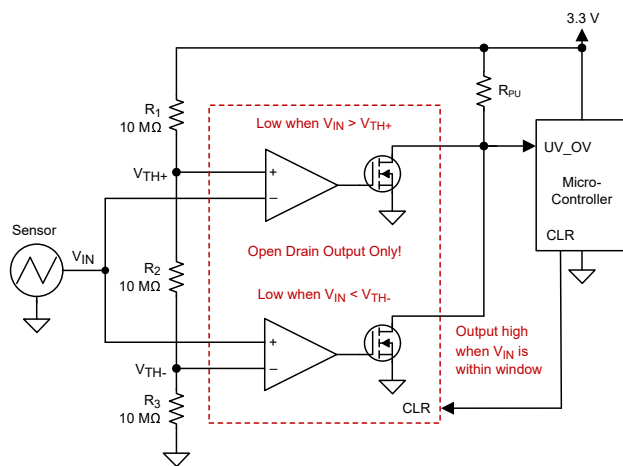 3.3 V
R1
10 MΩ
RPU
Low when VIN > VTH+
UV_OV
Micro-
Controller
CLR
VTH+
+
−
Sensor
VIN
R2
10 MΩ
Open Drain Output Only!
Low when VIN < VTH-
+
−
Output high
when VIN is
within window
VTH-
R3
10 MΩ
CLR